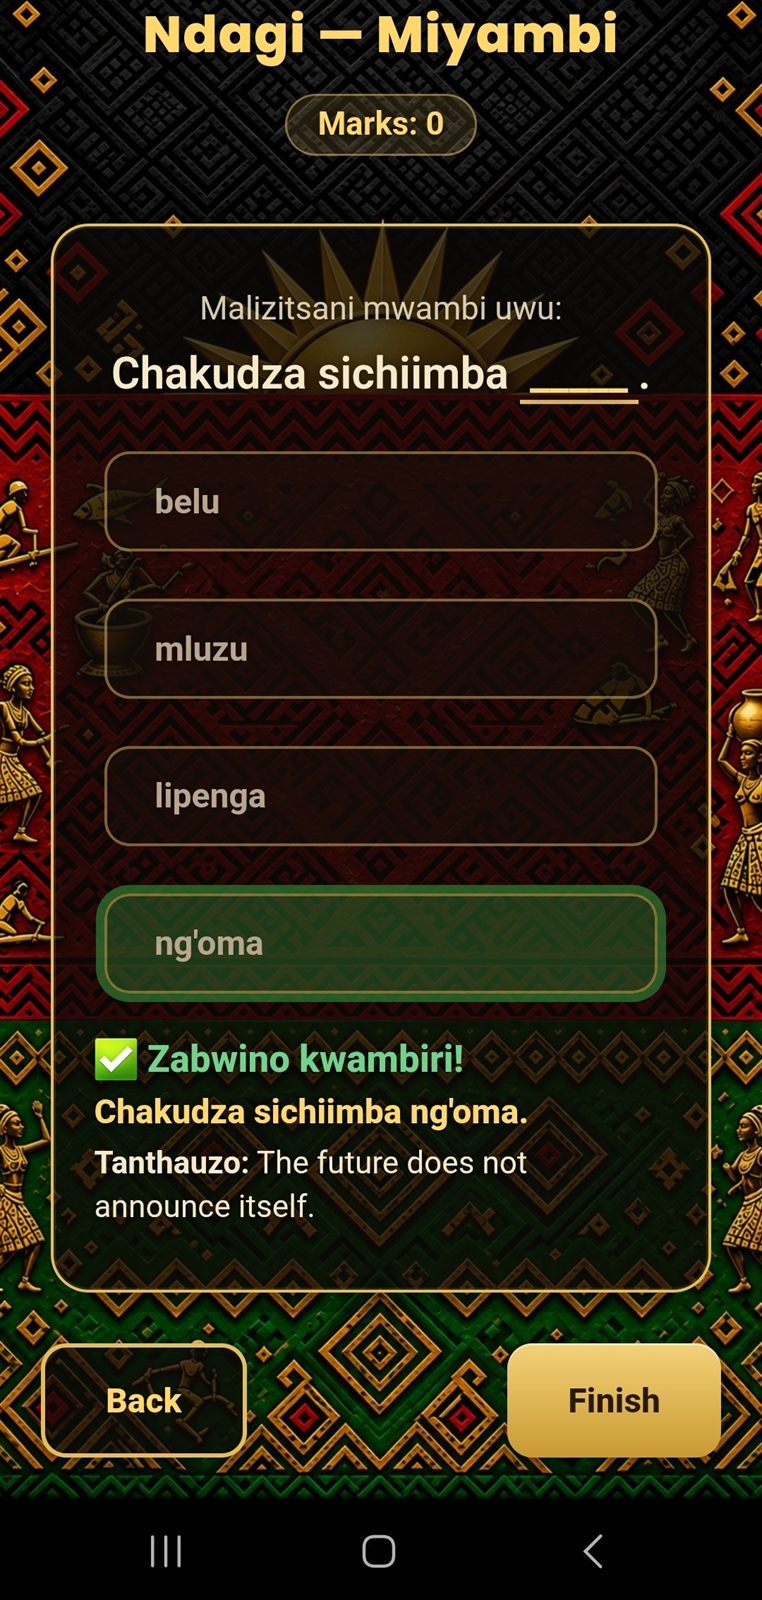 Ndagi — Miyambi
Marks: 0
Malizitsani mwambi uwu:
Chakudza sichiimba _____ .
belu
mluzu
lipenga
ng'oma
✅ Zabwino kwambiri!
Chakudza sichiimba ng'oma.
Tanthauzo: The future does not
announce itself.
Back
Finish